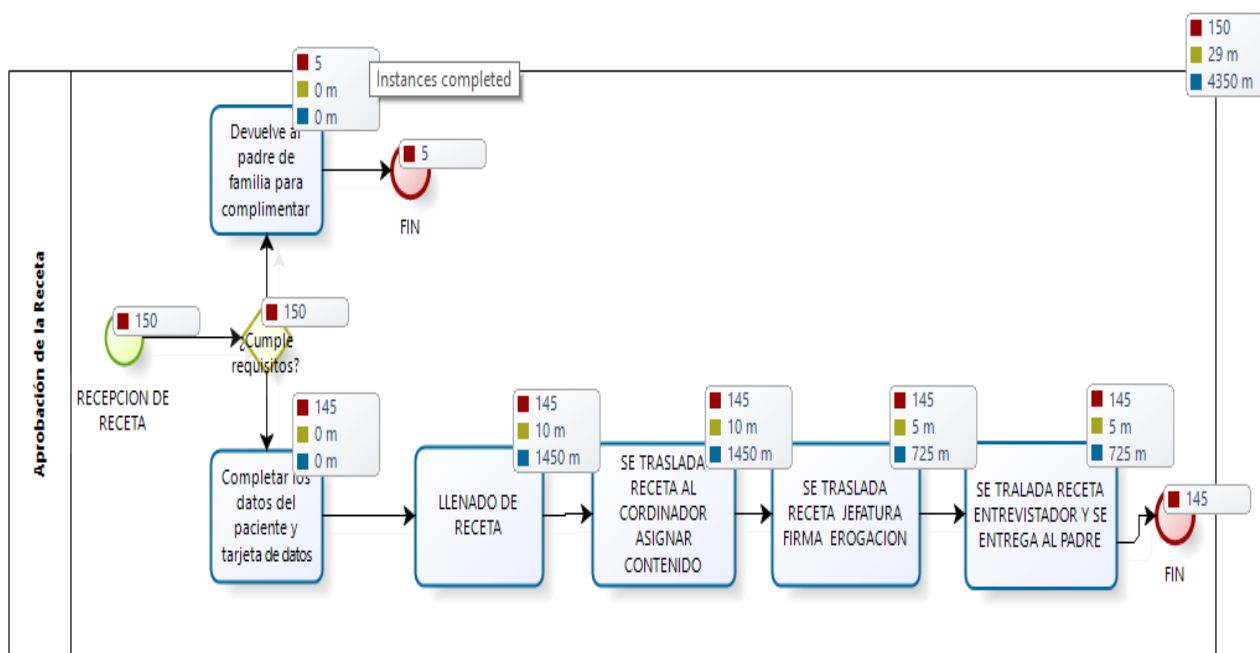 150
29 m
4350 m
5
0 m
0 m
Instances completed
Devuelve al
padre de
familia para
complimentar
5
FIN
Aprobación de la Receta
150
150
¿Cumple
requisitos?
RECEPCION DE
RECETA
145
0 m
0 m
Completar los
datos del
paciente y
tarjeta de datos
145
10 m
1450 m
LLENADO DE
RECETA
145
10 m
1450 m
SE TRASLADA
RECETA AL
CORDINADOR
ASIGNAR
CONTENIDO
145
5 m
725 m
SE TRASLADA
RECETA JEFATURA
FIRMA EROGACION
145
5 m
725 m
SE TRALADA RECETA
ENTREVISTADOR Y SE
ENTREGA AL PADRE
145
FIN